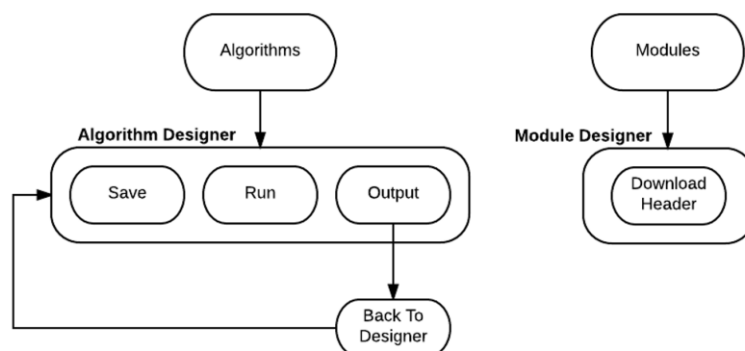 Algorithms
Modules
Algorithm Designer
Module Designer
Save
Run
Output
Download
Header
Back To
Designer